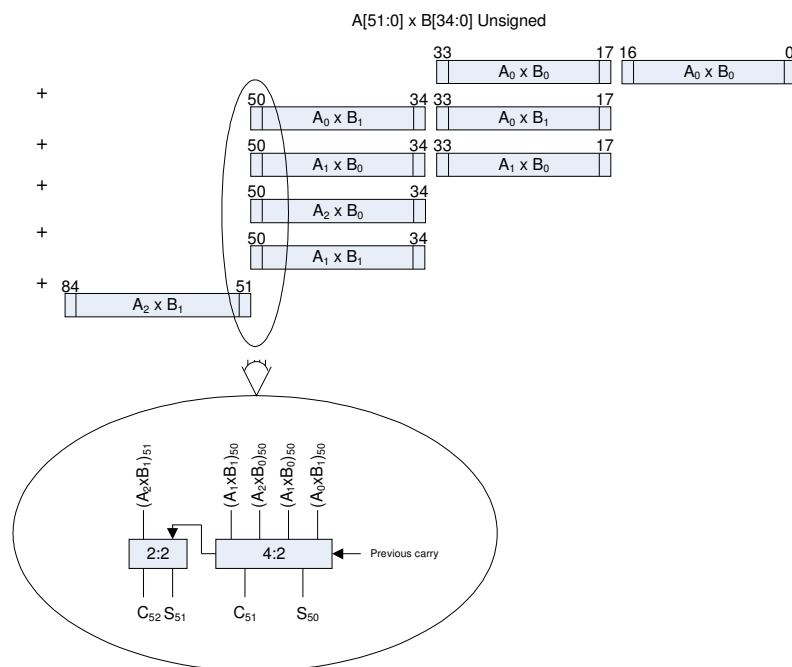 A[51:0] x B[34:0] Unsigned
33 17 16 0
A₀ x B₀ A₀ x B₀
+
50 34 33 17
A₀ x B₁ A₀ x B₁
+
50 34 33 17
A₁ x B₀ A₁ x B₀
+
50 34
A₂ x B₀
+
50 34
A₁ x B₁
+
84 51
A₂ x B₁
(A₂xB₁)₅₁
(A₁xB₁)₅₀
(A₂xB₀)₅₀
(A₁xB₀)₅₀
(A₀xB₁)₅₀
2:2 4:2 Previous carry
C₅₂ S₅₁ C₅₁ S₅₀